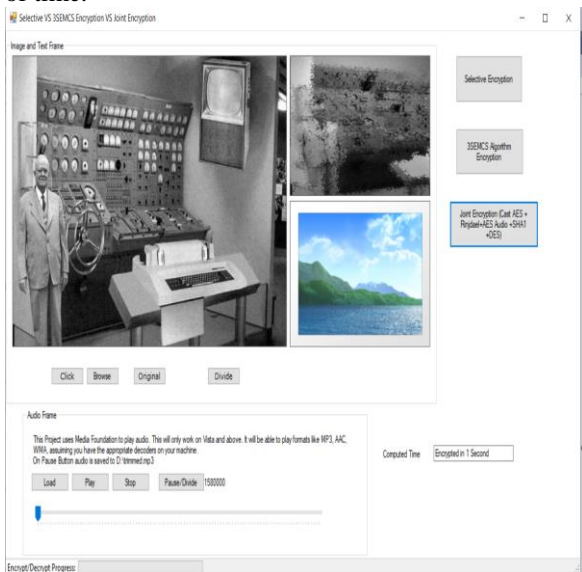 of time.
Selective VS 3SEMCS Encryption VS Joint Encryption
Image and Text Frame
Selective Encryption
3SEMCS Algorithm
Encryption
Joint Encryption (Cast AES +
Rinjdael+AES Audio +SHA1
+DES)
Click Browse Original Divide
Audio Frame
This Project uses Media Foundation to play audio. This will only work on Vista and above. It will be able to play formats like MP3, AAC,
WMA, assuming you have the appropriate decoders on your machine.
On Pause Button audio is saved to D:\trimmed.mp3
Load Play Stop Pause/Divide 1580000
Computed Time Encrypted in 1 Second
Encrypt/Decrypt Progress: